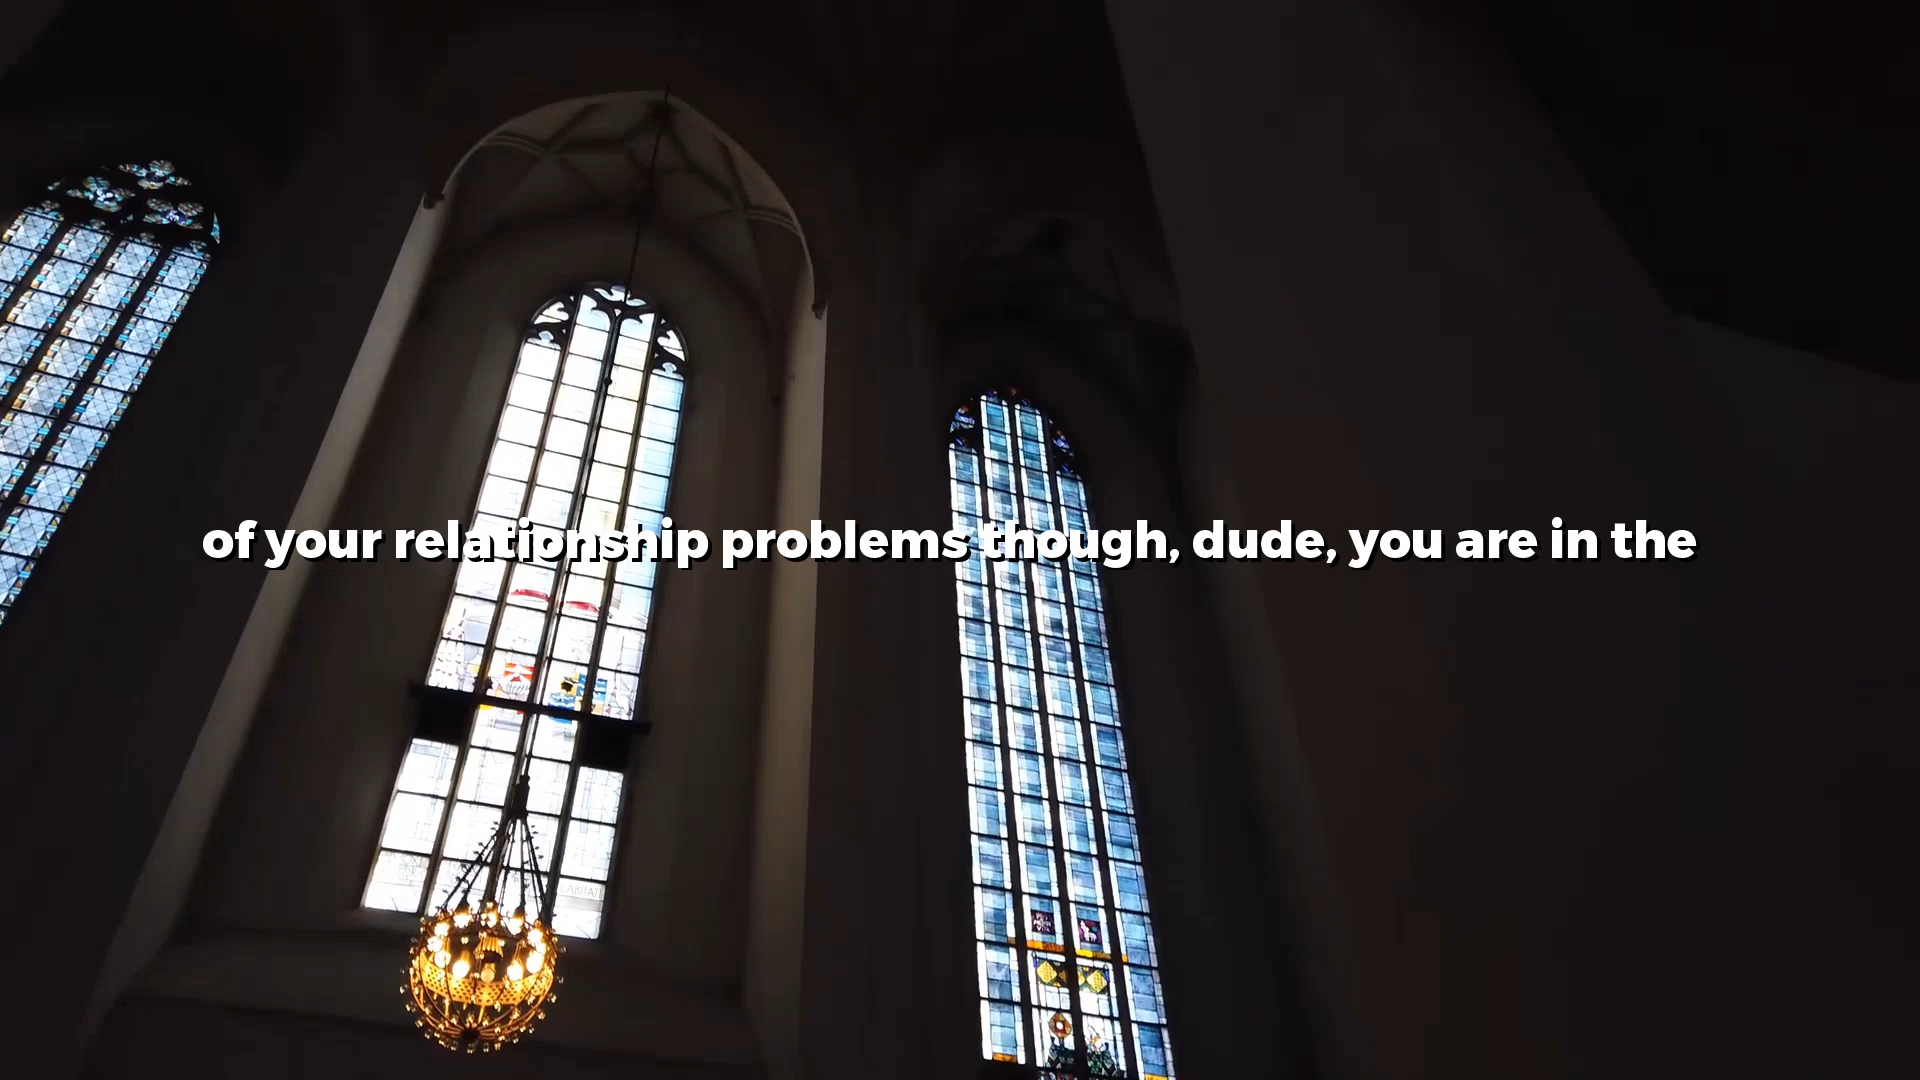 of your relationship problems though, dude, you are in the